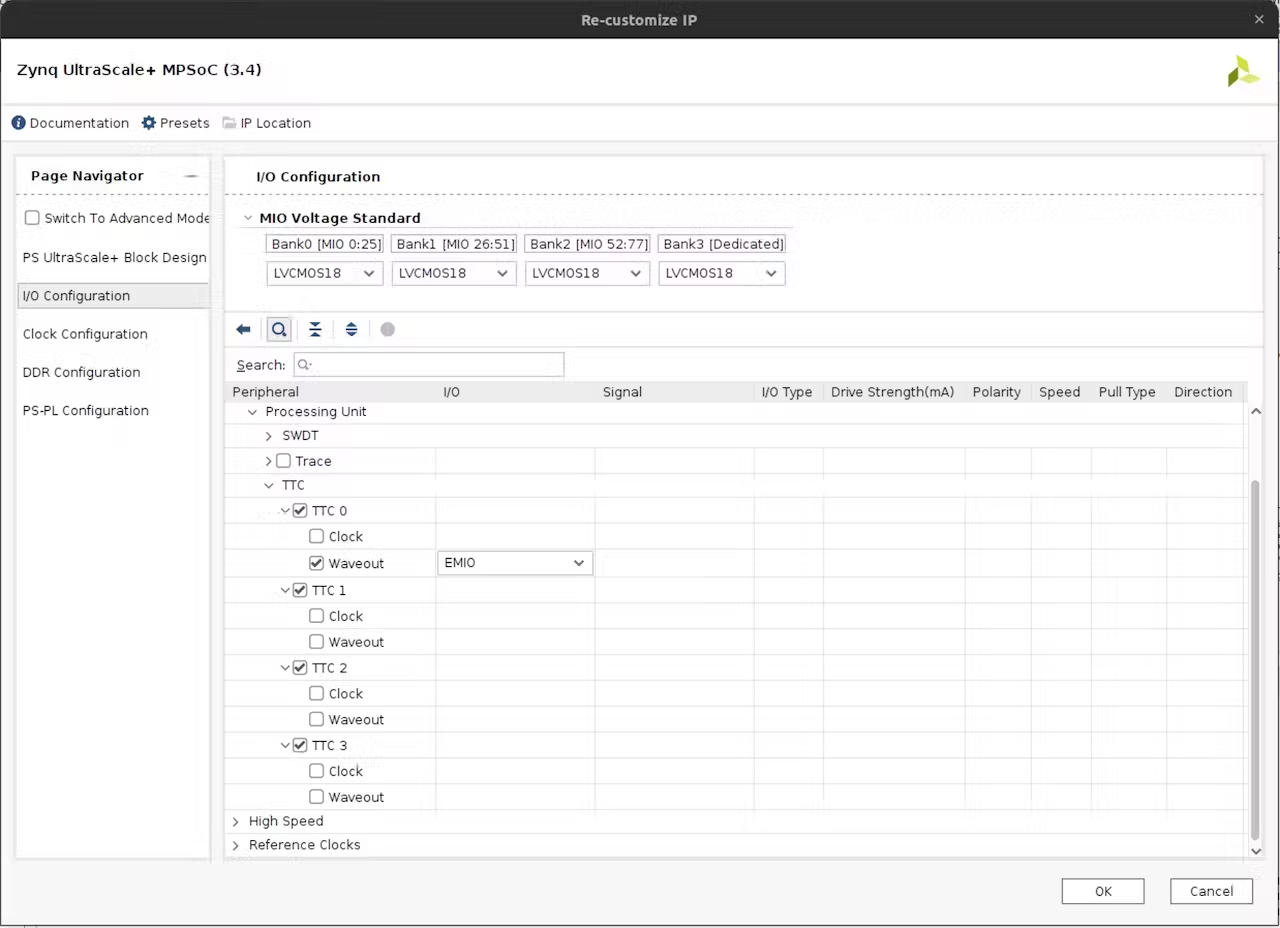 Re-customize IP
Zynq UltraScale+ MPSoC (3.4)
Documentation Presets IP Location
Page Navigator
Switch To Advanced Mode
PS UltraScale+ Block Design
I/O Configuration
Clock Configuration
DDR Configuration
PS-PL Configuration
I/O Configuration
MIO Voltage Standard
Bank0 [MIO 0:25] Bank1 [MIO 26:51] Bank2 [MIO 52:77] Bank3 [Dedicated]
LVCMOS18 LVCMOS18 LVCMOS18 LVCMOS18
Search:
Peripheral I/O Signal I/O Type Drive Strength(mA) Polarity Speed Pull Type Direction
Processing Unit
SWDT
Trace
TTC
TTC 0
Clock
Waveout EMIO
TTC 1
Clock
Waveout
TTC 2
Clock
Waveout
TTC 3
Clock
Waveout
High Speed
Reference Clocks
OK Cancel